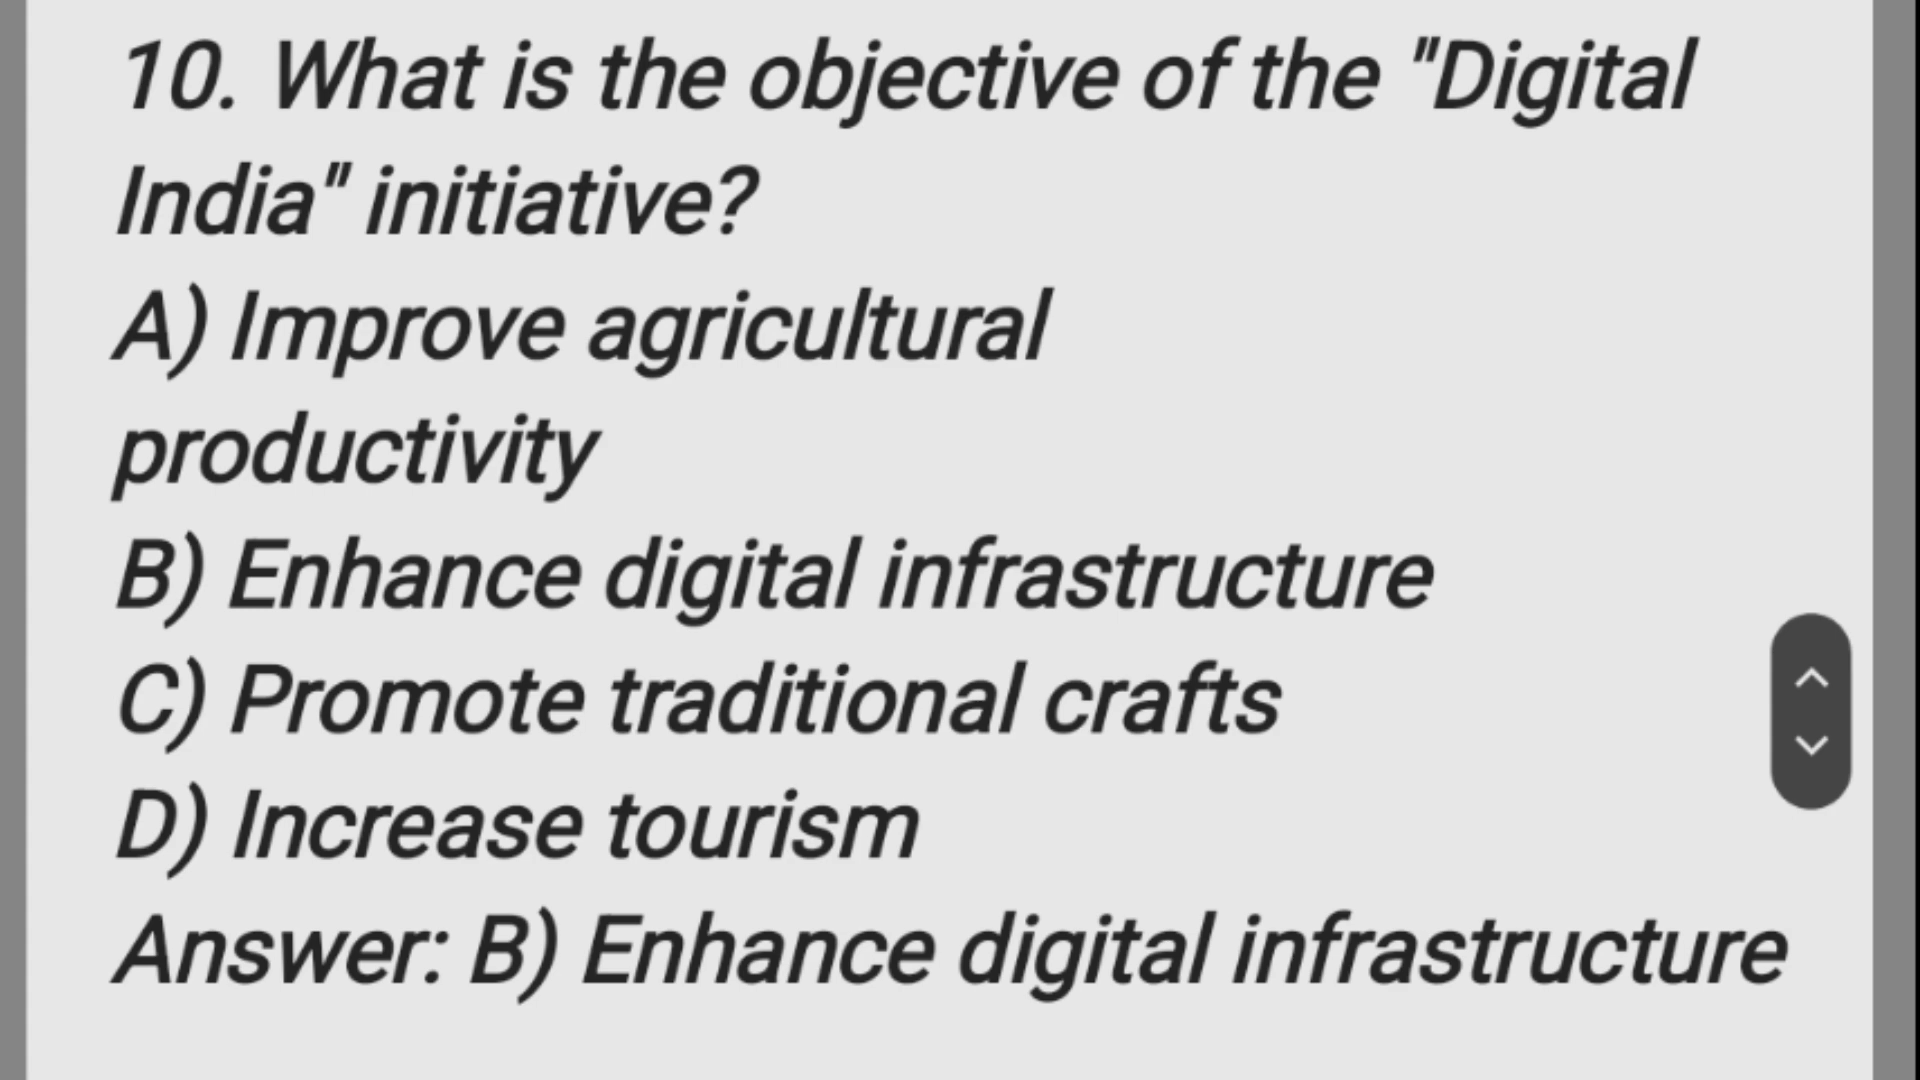 10. What is the objective of the "Digital
India" initiative?
A) Improve agricultural
productivity
B) Enhance digital infrastructure
C) Promote traditional crafts
D) Increase tourism
Answer: B) Enhance digital infrastructure